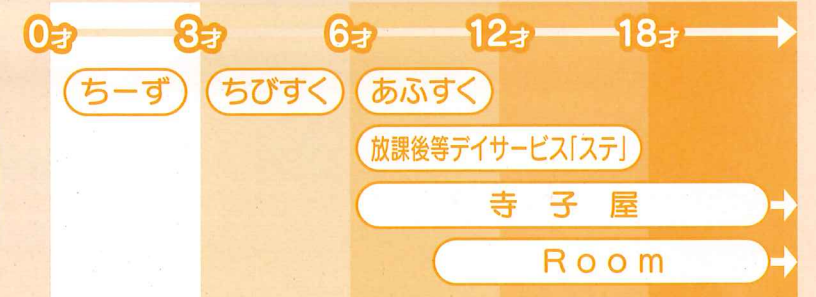 0才 3才 6才 12才 18才
ちーず ちびすく あふすく
放課後等デイサービス「ステ」
寺子屋
Room